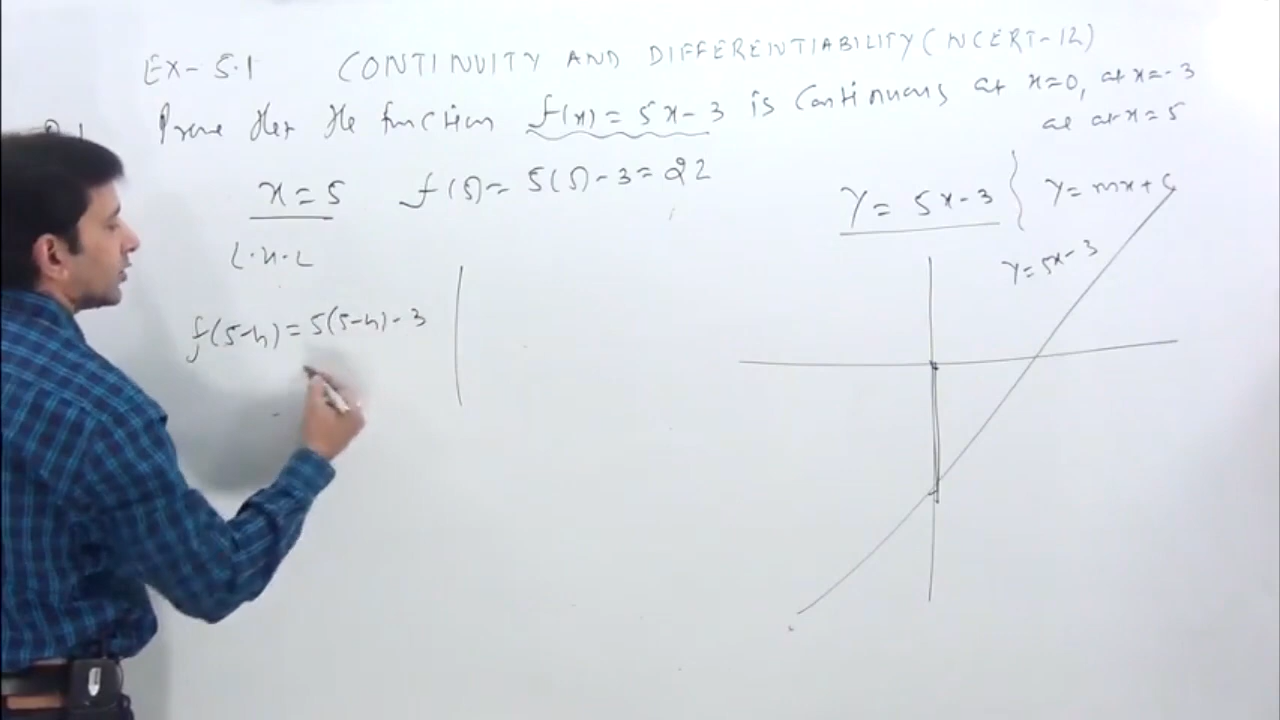 EX-5.1 CONTINUITY AND DIFFERENTIABILITY (NCERT-12)
Prove that the function f(x) = 5x-3 is continuous at x=0, at x=-3
at x=5
x = 5 f(5) = 5(5)-3 = 22
L.H.L
f(5-h) = 5(5-h)-3
Y = 5x-3
Y = mx+c
Y = 5x-3